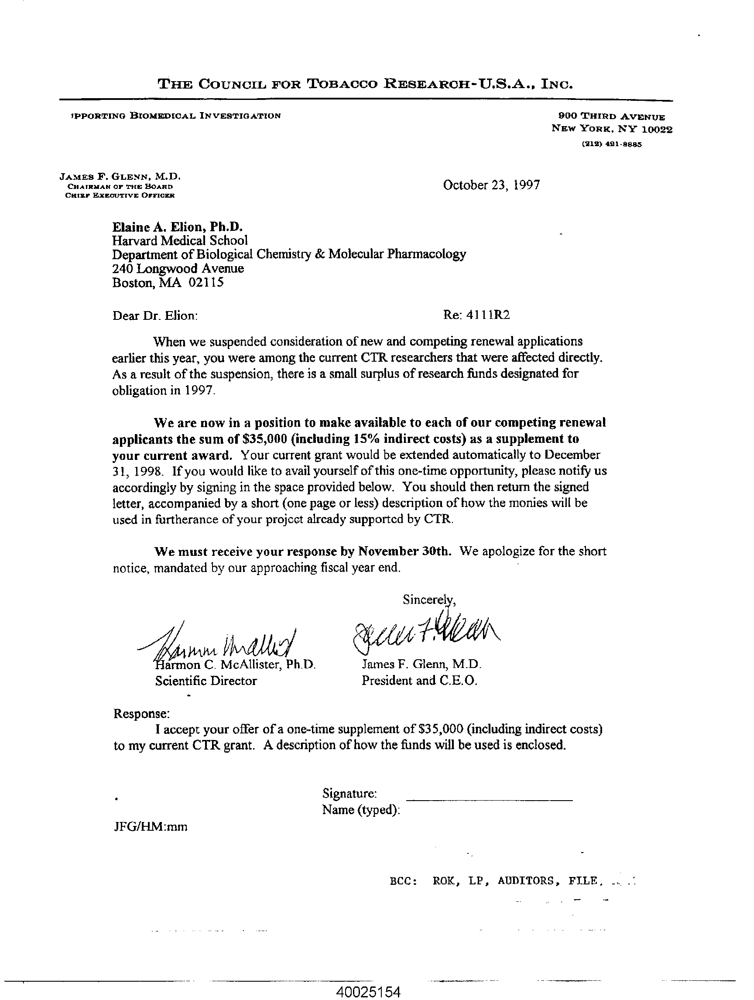 THE COUNCIL FOR TOBACCO RESEARCH-U.S.A., INC.
IPPORTING BIOMEDICAL INVESTIGATION
900 THIRD AVENUE
NEW YORK, NY 10022
(212) 421-8885
JAMES F. GLENN, M.D.
CHAIRMAN OF THE BOARD
CHIEF EXECUTIVE OFFICER
October 23, 1997
Elaine A. Elion, Ph.D.
Harvard Medical School
Department of Biological Chemistry & Molecular Pharmacology
240 Longwood Avenue
Boston, MA 02115
Dear Dr. Elion:
Re: 4111R2
When we suspended consideration of new and competing renewal applications
earlier this year, you were among the current CTR researchers that were affected directly.
As a result of the suspension, there is a small surplus of research funds designated for
obligation in 1997.
We are now in a position to make available to each of our competing renewal
applicants the sum of $35,000 (including 15% indirect costs) as a supplement to
your current award. Your current grant would be extended automatically to December
31, 1998. If you would like to avail yourself of this one-time opportunity, please notify us
accordingly by signing in the space provided below. You should then return the signed
letter, accompanied by a short (one page or less) description of how the monies will be
used in furtherance of your project already supported by CTR.
We must receive your response by November 30th. We apologize for the short
notice, mandated by our approaching fiscal year end.
Sincerely,
Harmon C. McAllister, Ph.D.
Scientific Director
James F. Glenn, M.D.
President and C.E.O.
Response:
I accept your offer of a one-time supplement of $35,000 (including indirect costs)
to my current CTR grant. A description of how the funds will be used is enclosed.
Signature:
Name (typed):
JFG/HM:mm
BCC: ROK, LP, AUDITORS, FILE,
40025154